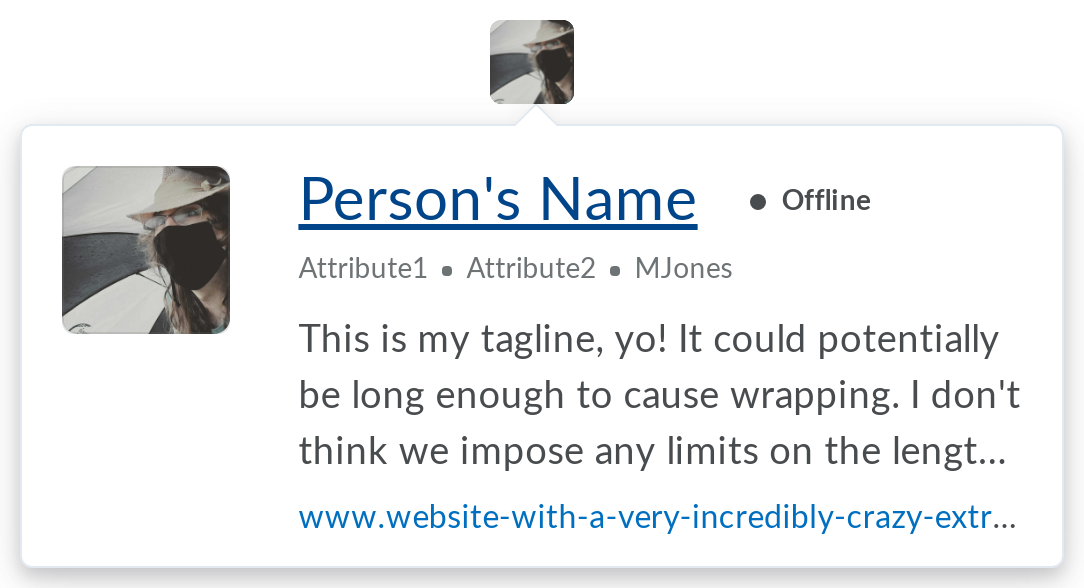 Person's Name
Offline
Attribute1 • Attribute2 • MJones
This is my tagline, yo! It could potentially
be long enough to cause wrapping. I don't
think we impose any limits on the lengt...
www.website-with-a-very-incredibly-crazy-extr...